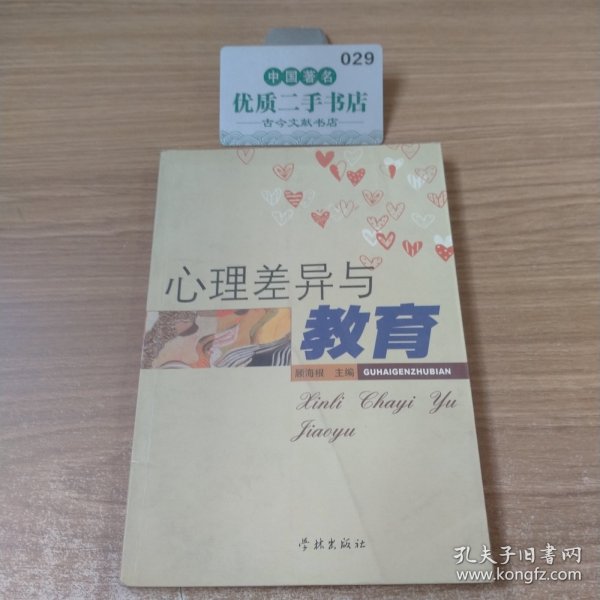 029
中国著名
优质二手书店
古今文献书店
心理差异与
教育
顾海根 主编 GUHAIGENZHUBIAN
Xinli Chayi Yu
Jiaoyu
学林出版社
孔夫子旧书网
www.kongfz.com